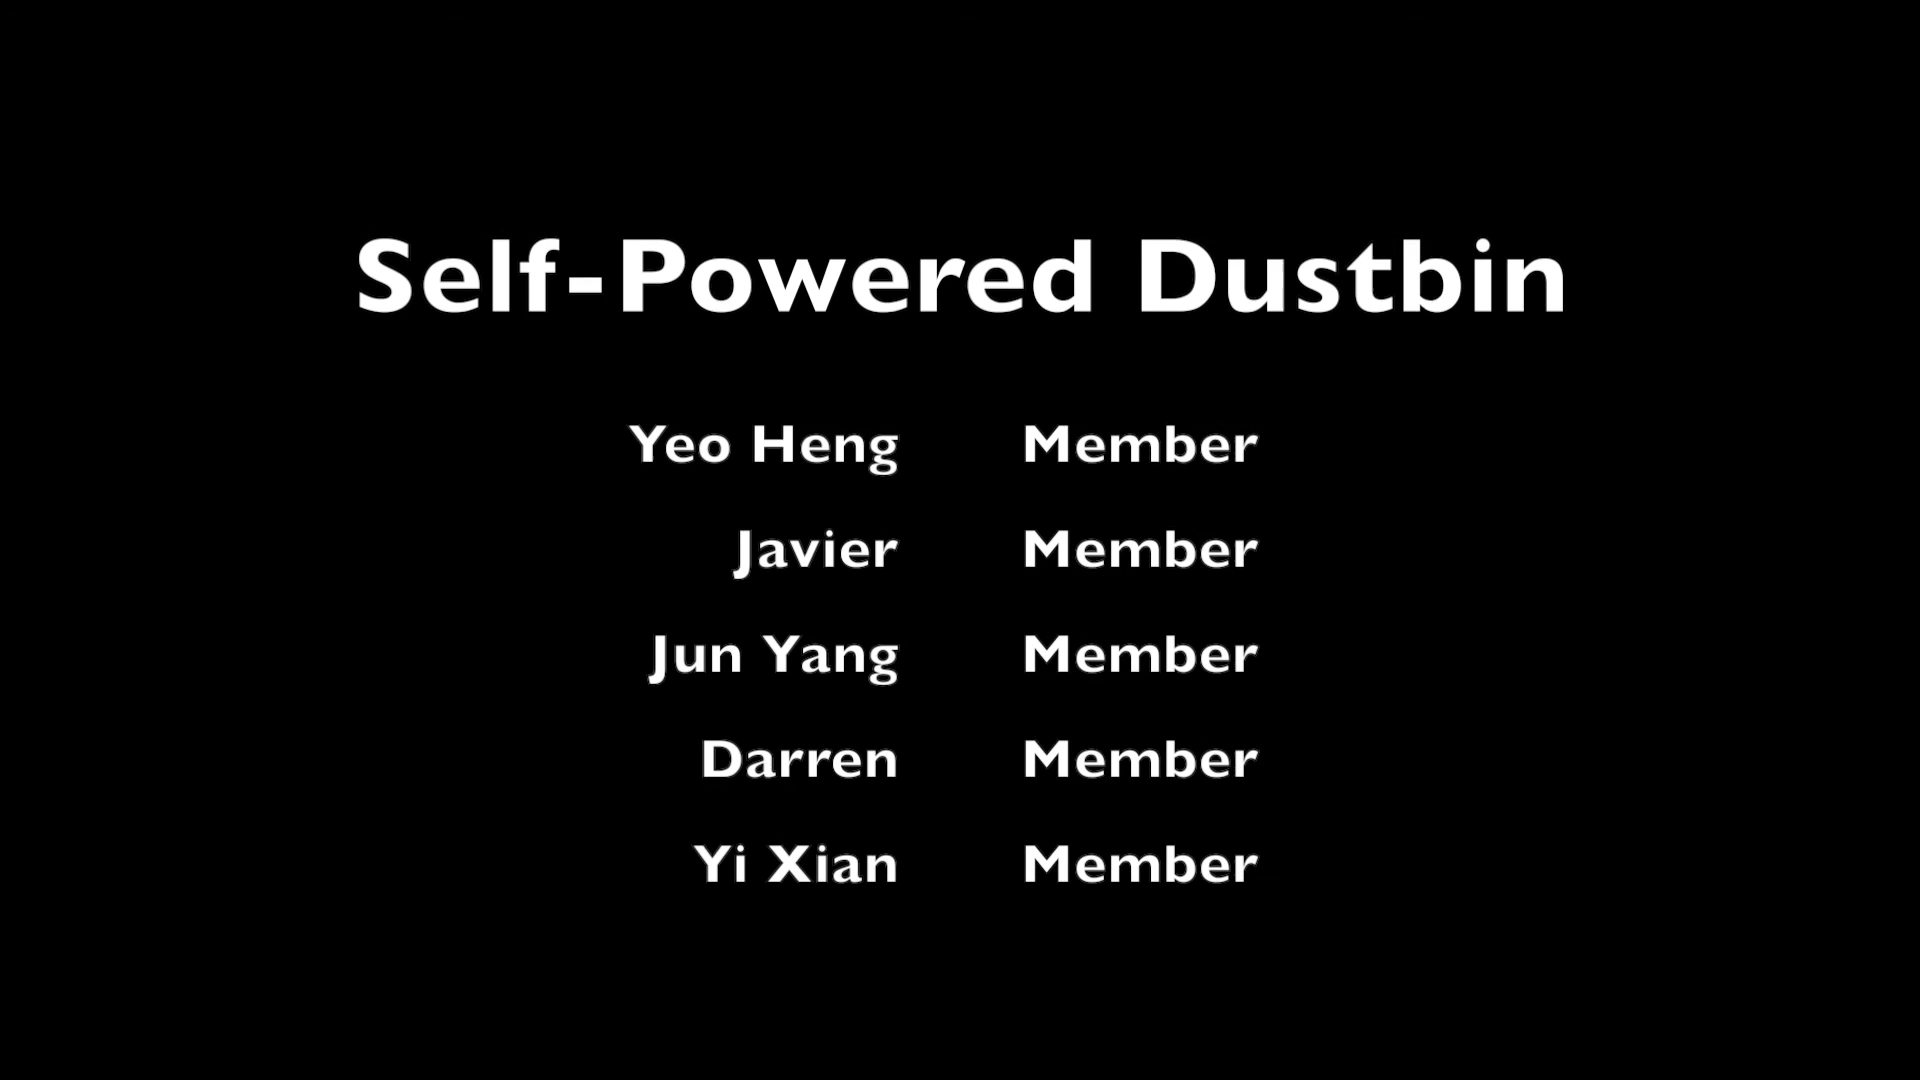 Self-Powered Dustbin
Yeo Heng Member
Javier Member
Jun Yang Member
Darren Member
Yi Xian Member